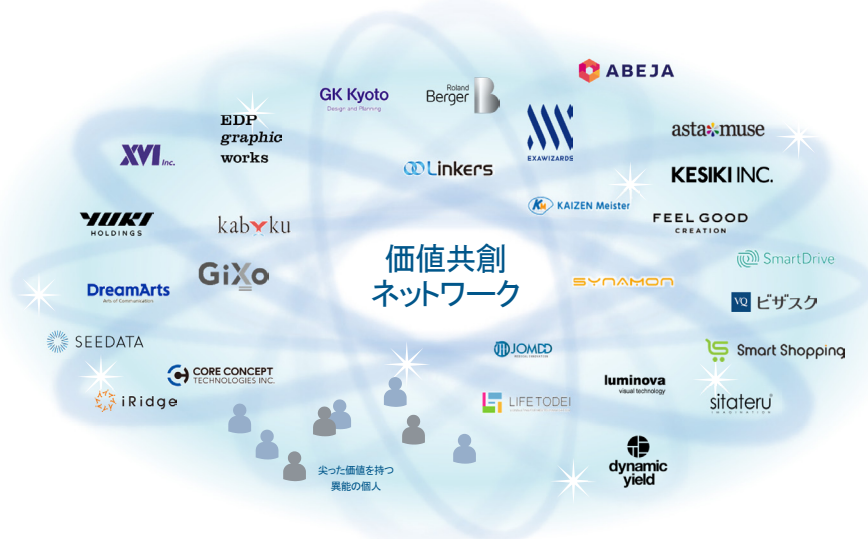 ABEJA
GK Kyoto
Design and Planning
Roland
Berger
B
EDP
graphic
works
EXAWIZARDS
asta muse
XVI Inc.
Linkers
KESIKI INC.
KAIZEN Meister
YUKI
HOLDINGS
kabuku
FEEL GOOD
CREATION
価値共創
ネットワーク
GiXo
SmartDrive
DreamArts
Arts of Communication
SYNAMON
VQ ビザスク
SEEDATA
JOMDD
Smart Shopping
CORE CONCEPT
TECHNOLOGIES INC.
luminova
visual technology
iRidge
LIFETODEI
sitateru
IMAGINATION
尖った価値を持つ
異能の個人
dynamic
yield